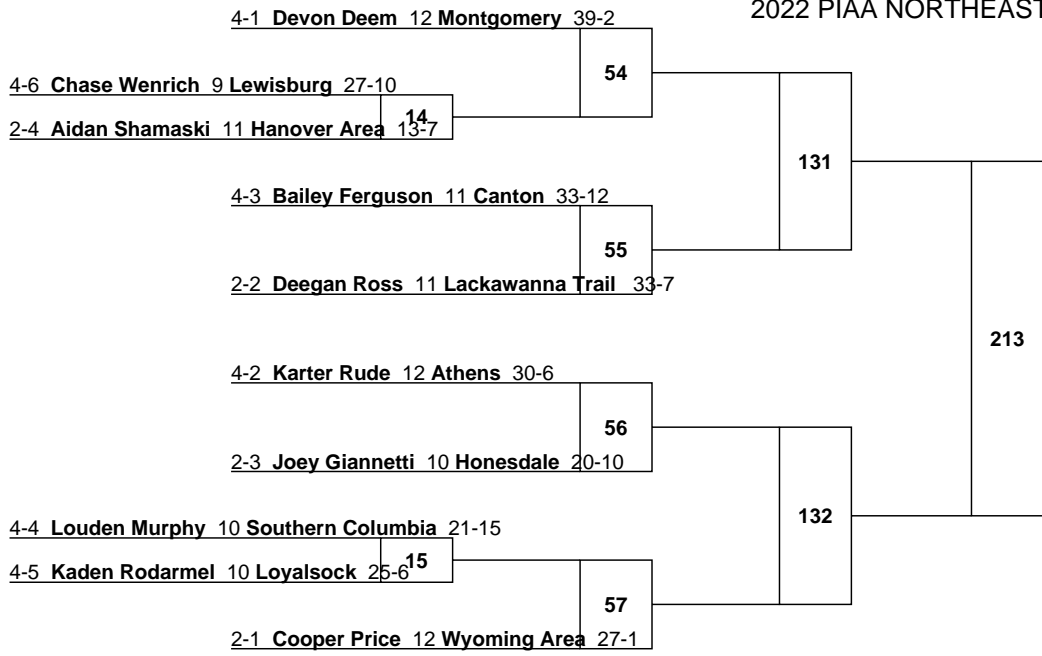 2022 PIAA NORTHEAST
4-1 Devon Deem 12 Montgomery 39-2
54
4-6 Chase Wenrich 9 Lewisburg 27-10
14
2-4 Aidan Shamaski 11 Hanover Area 13-7
131
4-3 Bailey Ferguson 11 Canton 33-12
55
2-2 Deegan Ross 11 Lackawanna Trail 33-7
213
4-2 Karter Rude 12 Athens 30-6
56
2-3 Joey Giannetti 10 Honesdale 20-10
132
4-4 Louden Murphy 10 Southern Columbia 21-15
15
4-5 Kaden Rodarmel 10 Loyalsock 25-6
57
2-1 Cooper Price 12 Wyoming Area 27-1